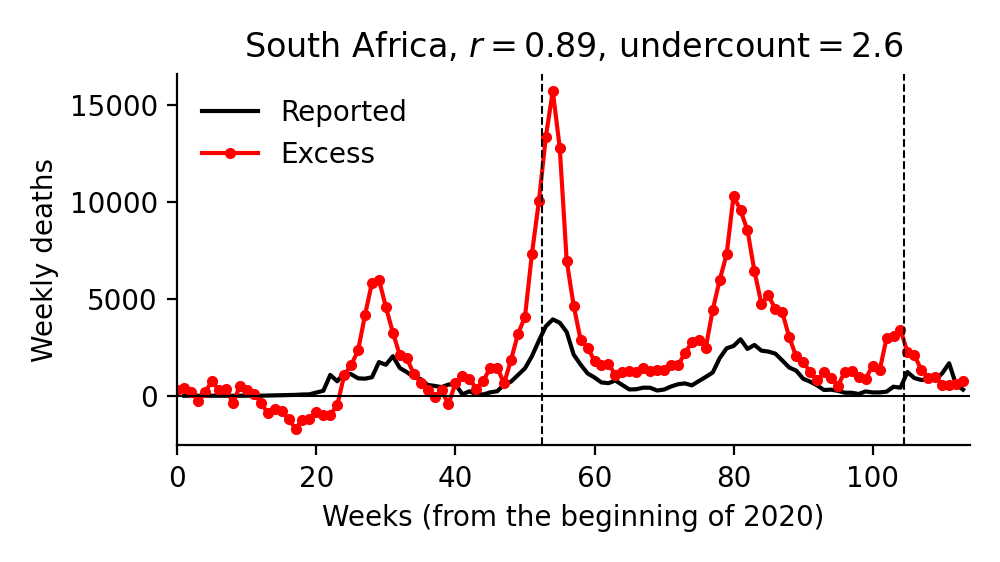 South Africa, r = 0.89, undercount = 2.6
Reported
Excess
15000
10000
5000
0
Weekly deaths
0 20 40 60 80 100
Weeks (from the beginning of 2020)